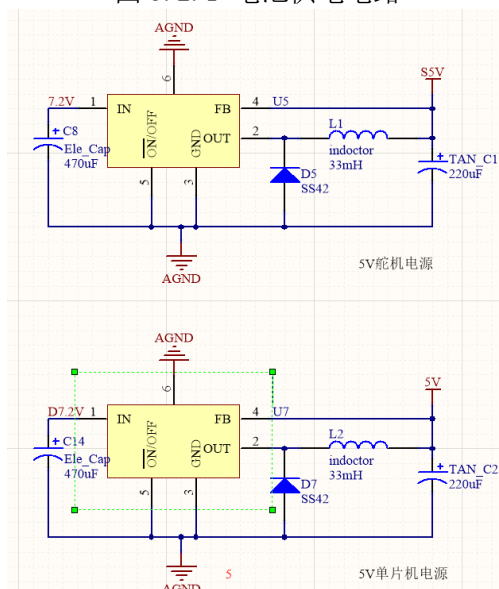 AGND
6
S5V
7.2V 1 IN FB 4 U5
C8 ON/OFF GND OUT 2 L1
Ele_Cap
470uF
indoctor
33mH
TAN_C1
220uF
D5
SS42
5 3
AGND
5V舵机电源
AGND
6
5V
D7.2V 1 IN FB 4 U7
C14 ON/OFF GND OUT 2 L2
Ele_Cap
470uF
indoctor
33mH
TAN_C2
220uF
D7
SS42
5 3
AGND
5
5V单片机电源